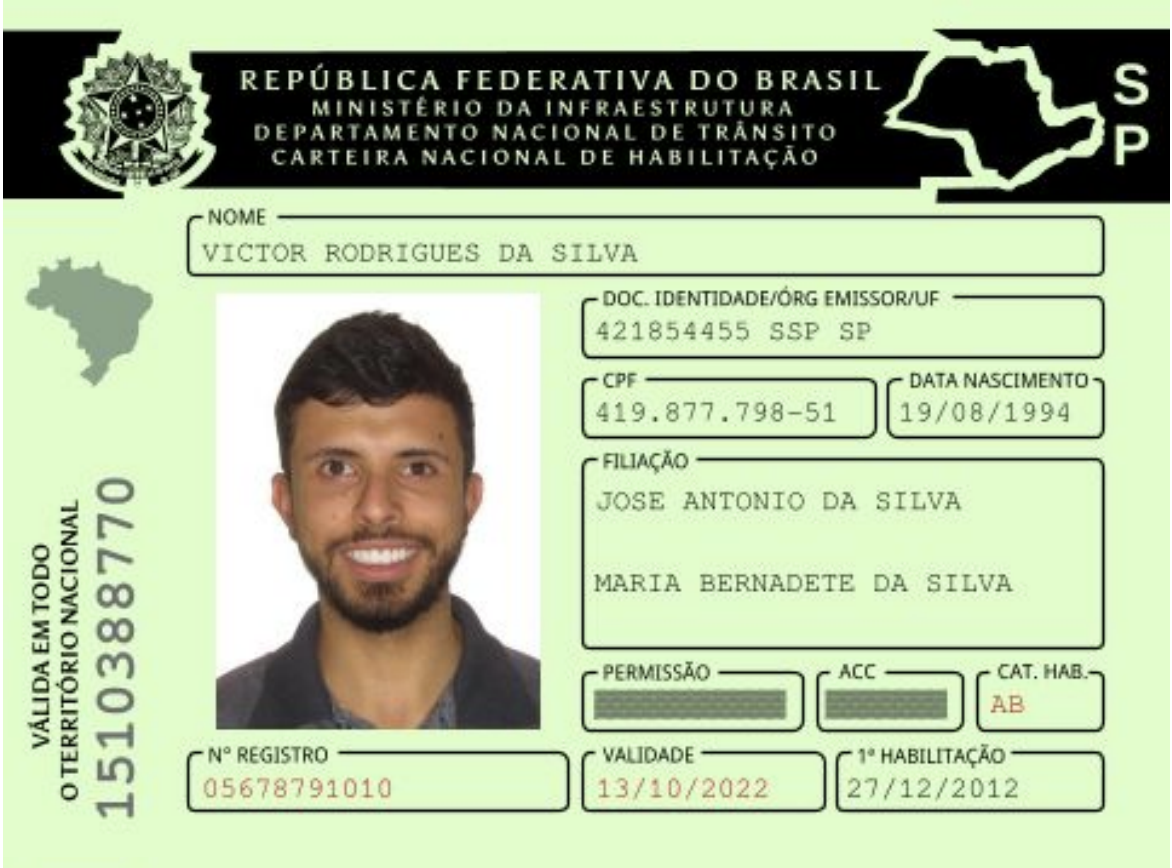 REPÚBLICA FEDERATIVA DO BRASIL
MINISTÉRIO DA INFRAESTRUTURA
DEPARTAMENTO NACIONAL DE TRÂNSITO
CARTEIRA NACIONAL DE HABILITAÇÃO
S
P
NOME
VICTOR RODRIGUES DA SILVA
DOC. IDENTIDADE/ÓRG EMISSOR/UF
421854455 SSP SP
CPF
419.877.798-51
DATA NASCIMENTO
19/08/1994
FILIAÇÃO
JOSE ANTONIO DA SILVA
MARIA BERNADETE DA SILVA
PERMISSÃO
ACC
CAT. HAB.
AB
Nº REGISTRO
05678791010
VALIDADE
13/10/2022
1ª HABILITAÇÃO
27/12/2012
VÁLIDA EM TODO
O TERRITÓRIO NACIONAL
1510388770